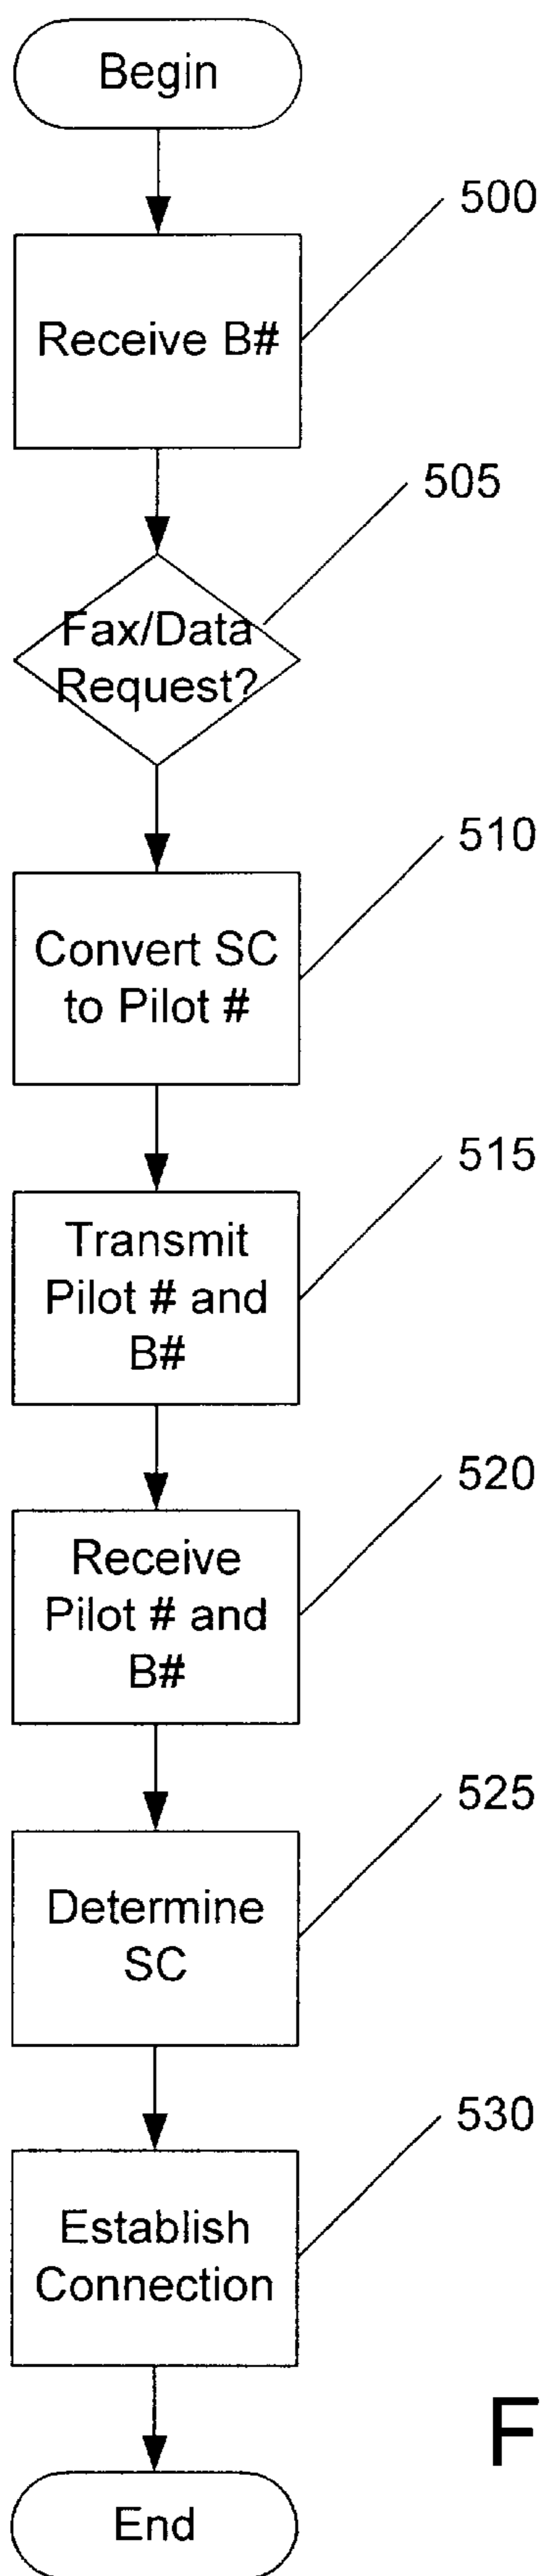 Begin
500
Receive B#
505
Fax/Data
Request?
510
Convert SC
to Pilot #
515
Transmit
Pilot # and
B#
520
Receive
Pilot # and
B#
525
Determine
SC
530
Establish
Connection
F
End